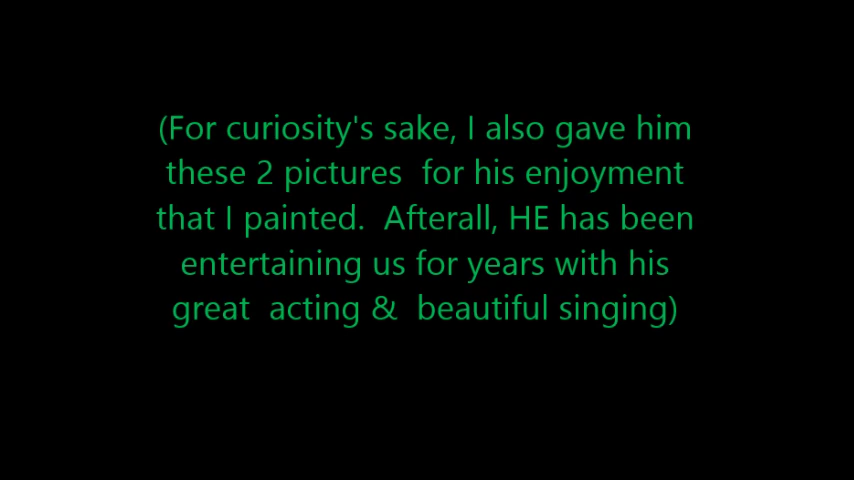 (For curiosity's sake, I also gave him
these 2 pictures  for his enjoyment
that I painted.  Afterall, HE has been
entertaining us for years with his
great  acting &  beautiful singing)